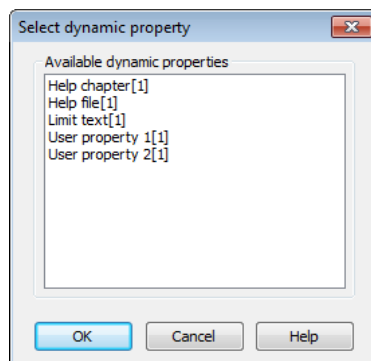 Select dynamic property
Available dynamic properties
Help chapter[1]
Help file[1]
Limit text[1]
User property 1[1]
User property 2[1]
OK
Cancel
Help